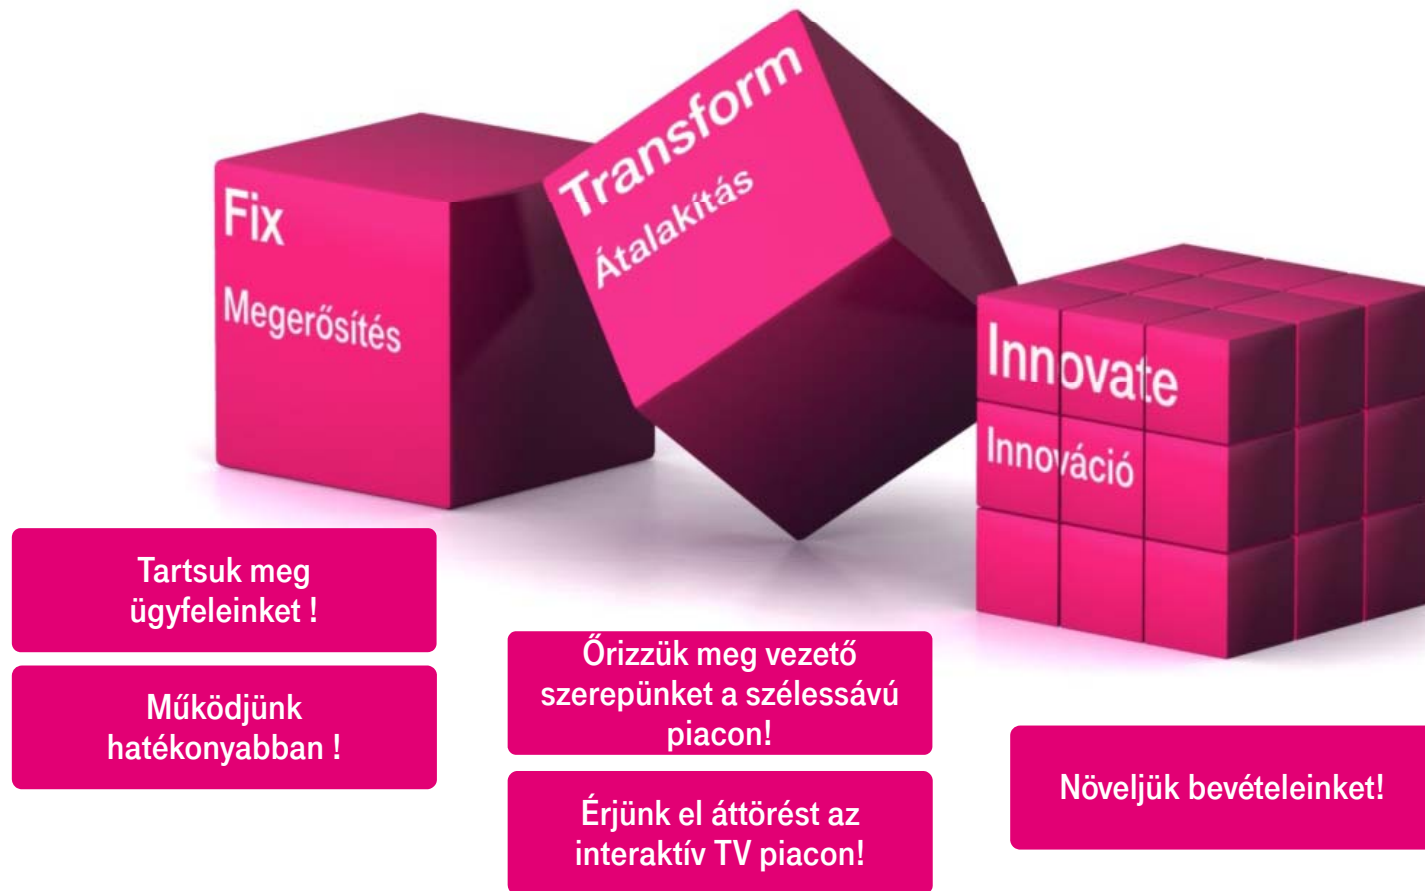 Fix
Megerősítés
Transform
Átalakítás
Innovate
Innováció
Tartsuk meg
ügyfeleinket !
Működjünk
hatékonyabban !
Őrizzük meg vezető
szerepünket a szélessávú
piacon!
Érjünk el áttörést az
interaktív TV piacon!
Növeljük bevételeinket!